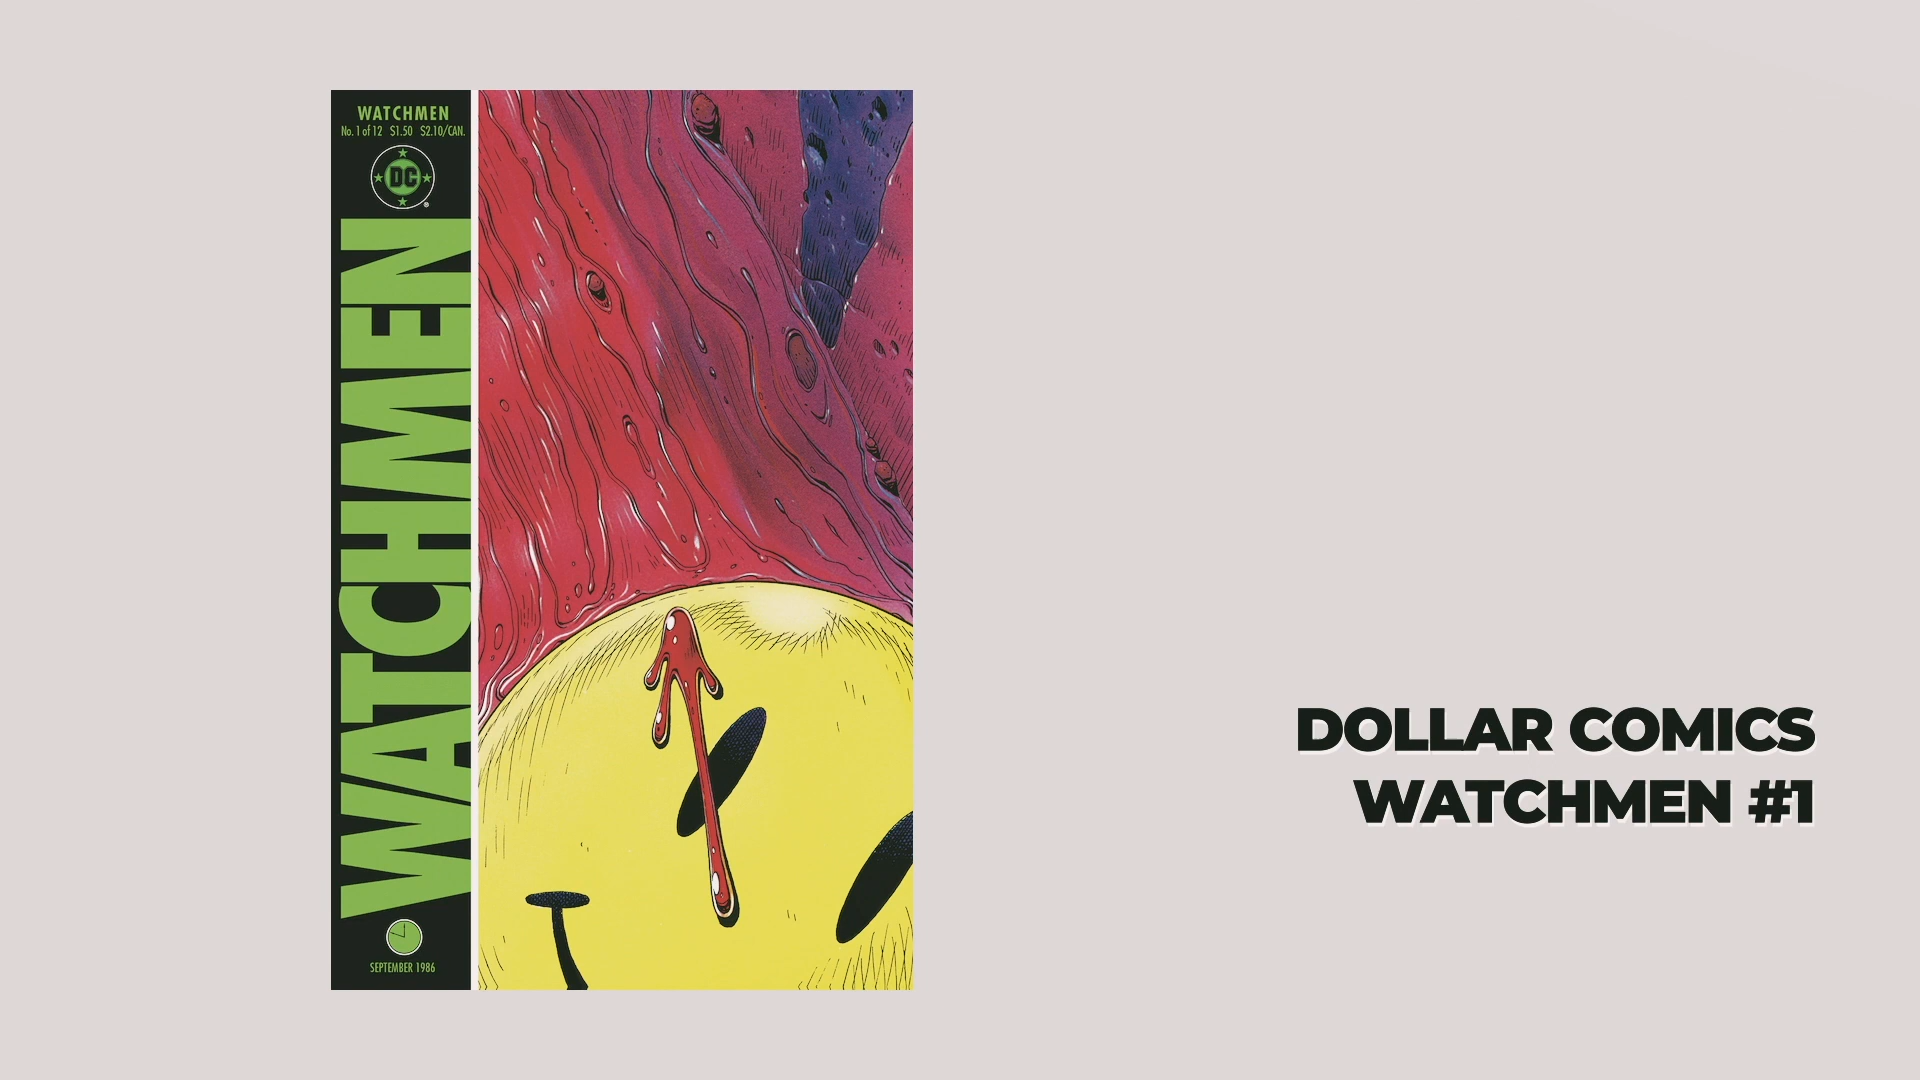 WATCHMEN
No. 1 of 12 $1.50 $2.10/CAN.
DC
®
WATCHMEN
SEPTEMBER 1986
DOLLAR COMICS
WATCHMEN #1